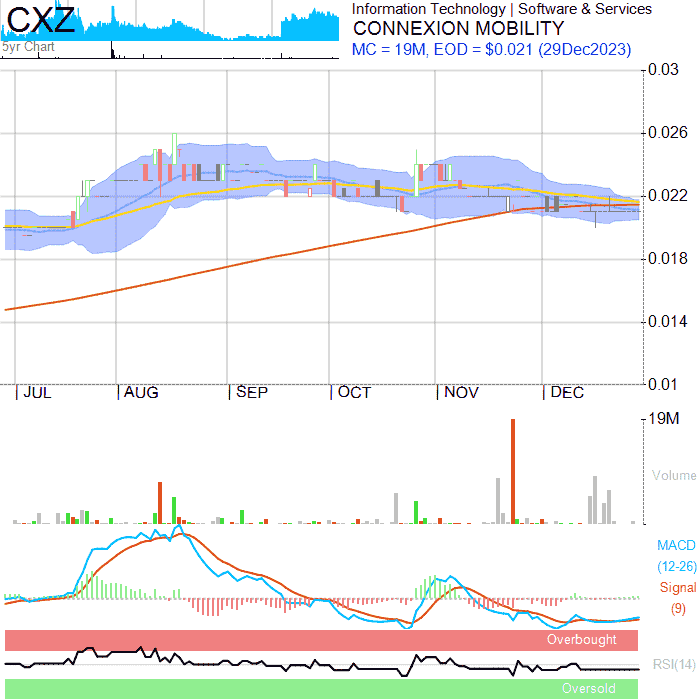 CXZ
5yr Chart
Information Technology | Software & Services
CONNEXION MOBILITY
MC = 19M, EOD = $0.021 (29Dec2023)
0.03
0.026
0.022
0.018
0.014
0.01
JUL AUG SEP OCT NOV DEC
19M
Volume
MACD
(12-26)
Signal
(9)
Overbought
RSI(14)
Oversold